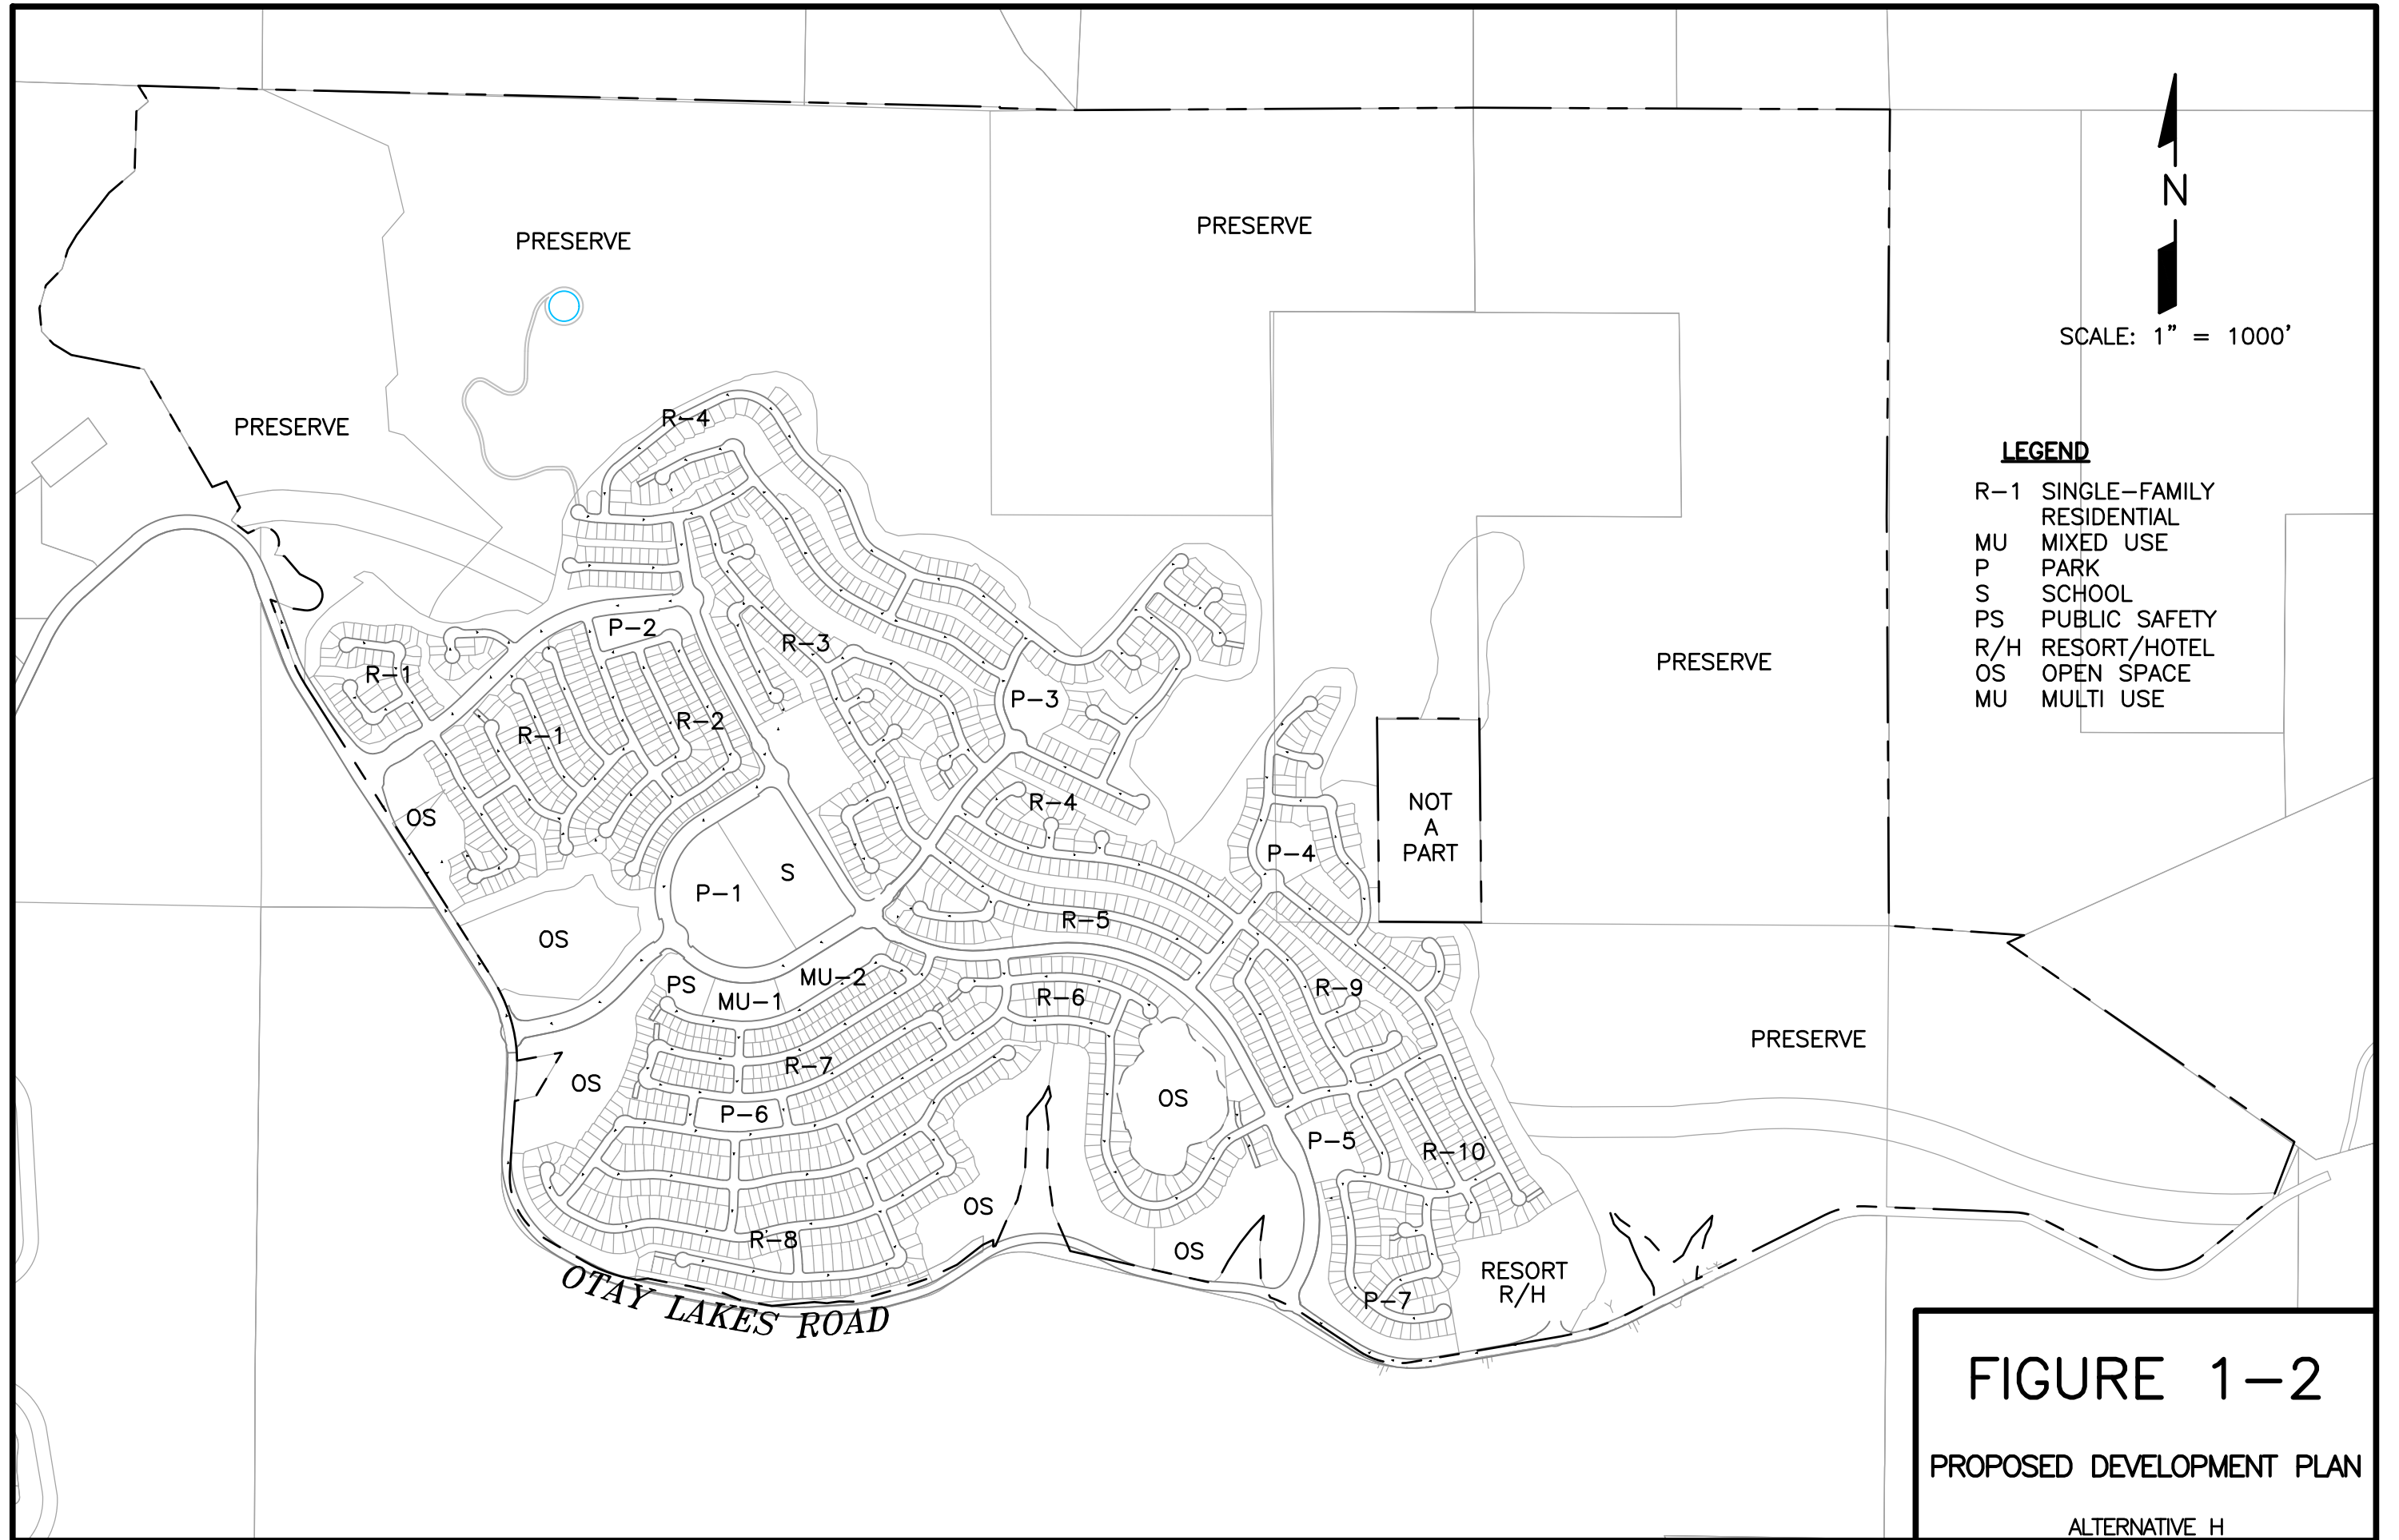 N
SCALE: 1" = 1000'
PRESERVE
PRESERVE
PRESERVE
LEGEND
R-1 SINGLE-FAMILY
RESIDENTIAL
MU MIXED USE
P PARK
S SCHOOL
PS PUBLIC SAFETY
R/H RESORT/HOTEL
OS OPEN SPACE
MU MULTI USE
R-4
P-2
R-3
R-1
PRESERVE
P-3
R-2
R-1
R-4
NOT
A
PART
OS
P-4
S
P-1
R-5
OS
MU-2
PS
MU-1
R-9
R-6
PRESERVE
R-7
OS
OS
P-6
P-5
R-10
OS
R-8
OS
RESORT
R/H
P-7
OTAY LAKES ROAD
FIGURE 1-2
PROPOSED DEVELOPMENT PLAN
ALTERNATIVE H